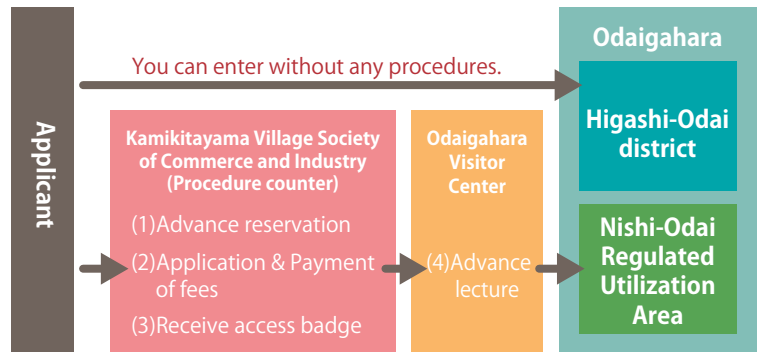 Applicant
You can enter without any procedures.
Kamikitayama Village Society
of Commerce and Industry
(Procedure counter)
(1)Advance reservation
(2)Application & Payment
of fees
(3)Receive access badge
Odaigahara
Visitor
Center
(4)Advance
lecture
Odaigahara
Higashi-Odai
district
Nishi-Odai
Regulated
Utilization
Area